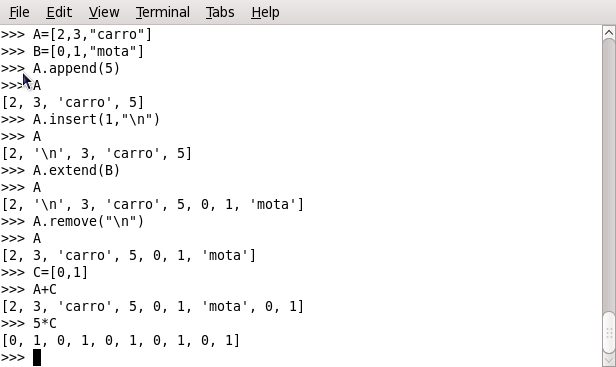 File Edit View Terminal Tabs Help
>>> A=[2,3,"carro"]
>>> B=[0,1,"mota"]
>>> A.append(5)
>>> A
[2, 3, 'carro', 5]
>>> A.insert(1,"\n")
>>> A
[2, '\n', 3, 'carro', 5]
>>> A.extend(B)
>>> A
[2, '\n', 3, 'carro', 5, 0, 1, 'mota']
>>> A.remove("\n")
>>> A
[2, 3, 'carro', 5, 0, 1, 'mota']
>>> C=[0,1]
>>> A+C
[2, 3, 'carro', 5, 0, 1, 'mota', 0, 1]
>>> 5*C
[0, 1, 0, 1, 0, 1, 0, 1, 0, 1]
>>>